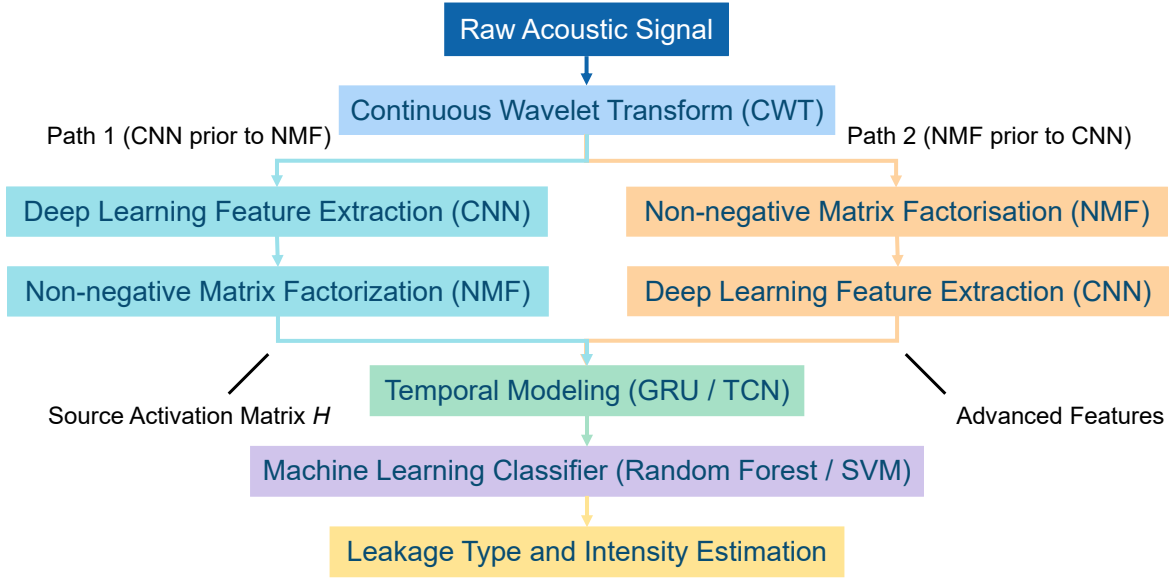 Raw Acoustic Signal
Continuous Wavelet Transform (CWT)
Path 1 (CNN prior to NMF)
Path 2 (NMF prior to CNN)
Deep Learning Feature Extraction (CNN)
Non-negative Matrix Factorisation (NMF)
Non-negative Matrix Factorization (NMF)
Deep Learning Feature Extraction (CNN)
Temporal Modeling (GRU / TCN)
Source Activation Matrix H
Advanced Features
Machine Learning Classifier (Random Forest / SVM)
Leakage Type and Intensity Estimation